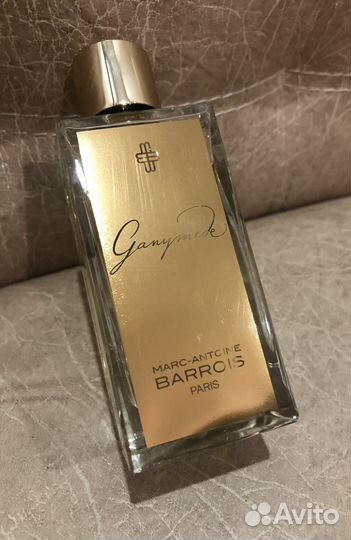 Ganymede
MARC-ANTOINE
BARROIS
PARIS
Avito